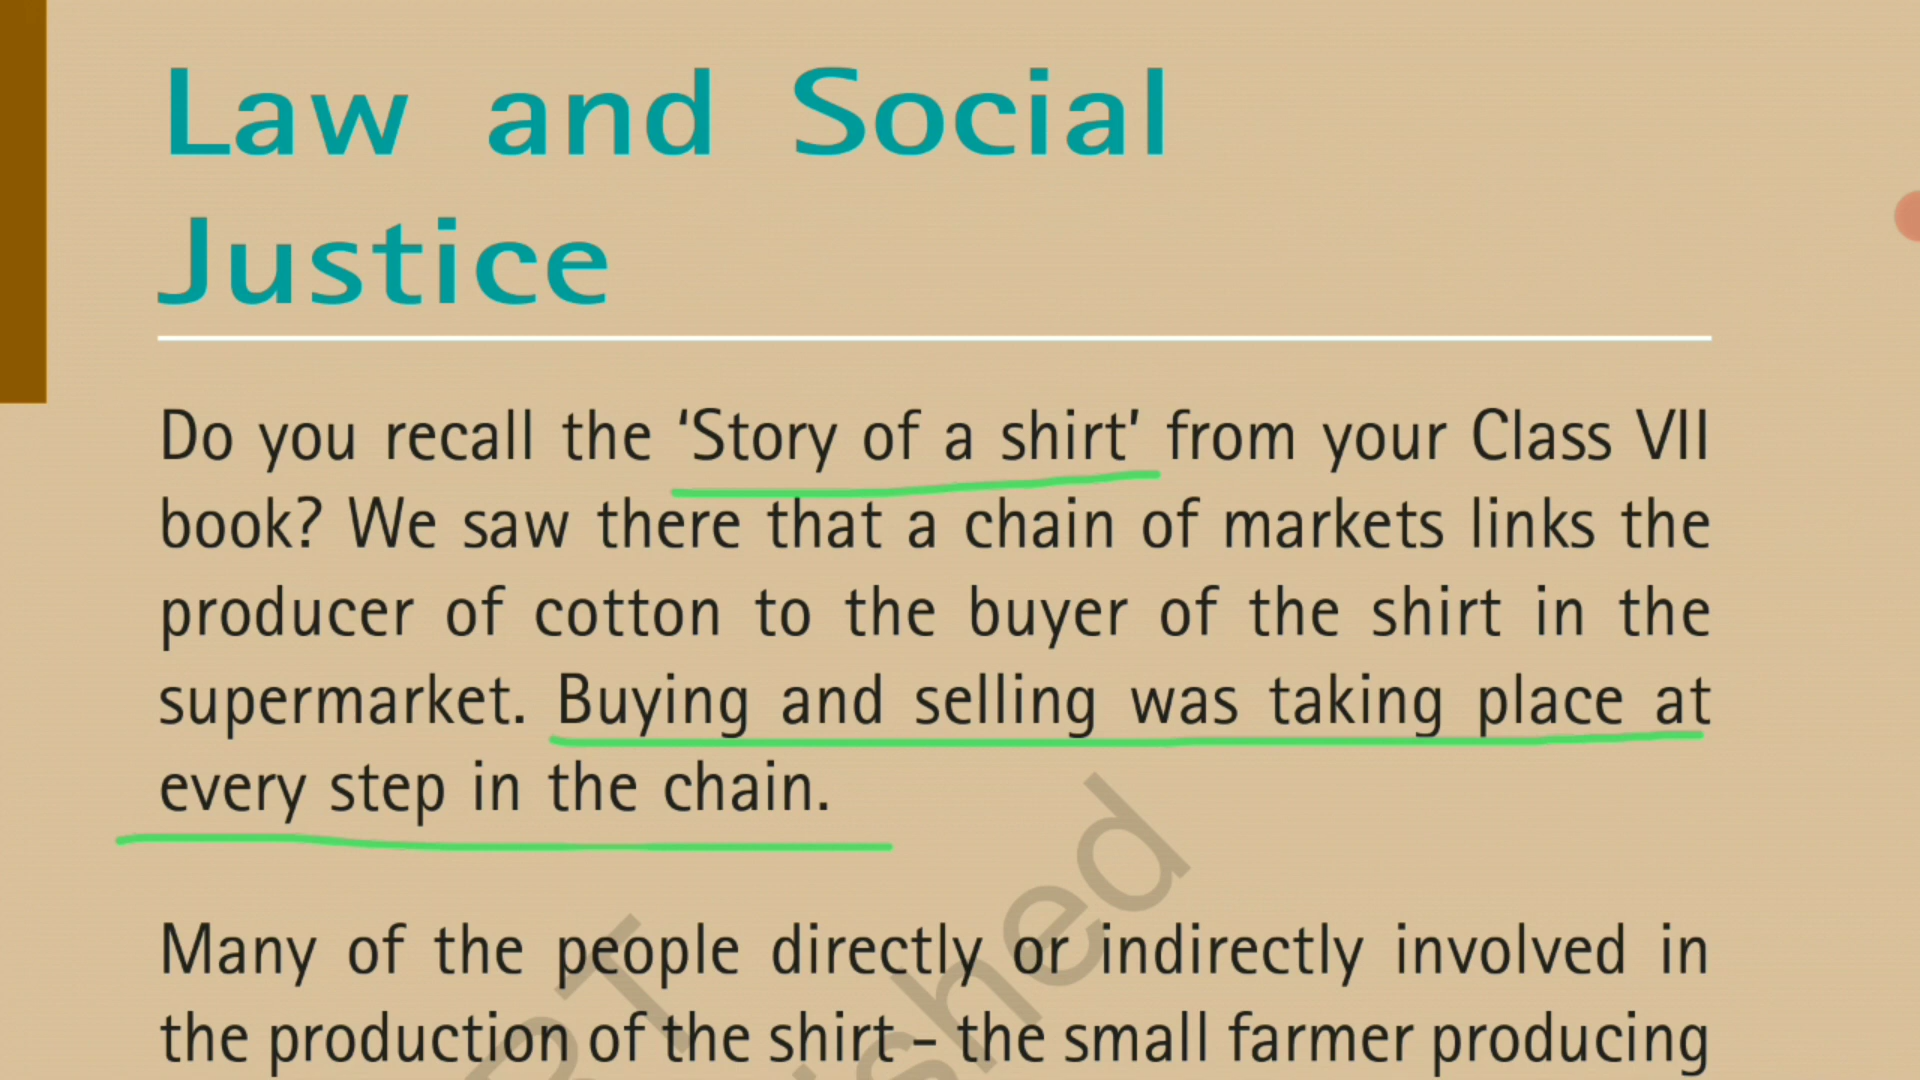 Law and Social
Justice
Do you recall the ‘Story of a shirt’ from your Class VII
book? We saw there that a chain of markets links the
producer of cotton to the buyer of the shirt in the
supermarket. Buying and selling was taking place at
every step in the chain.
Many of the people directly or indirectly involved in
the production of the shirt - the small farmer producing